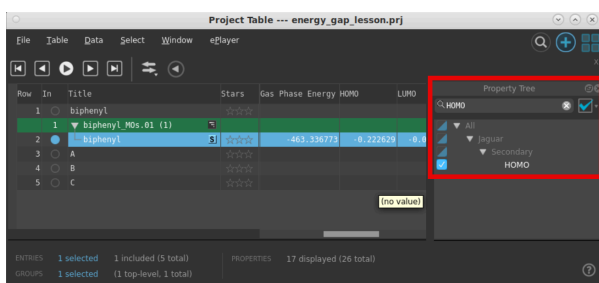 Project Table --- energy_gap_lesson.prj
File Table Data Select Window ePlayer
Row In Title Stars Gas Phase Energy HOMO LUMO
1 biphenyl
1 biphenyl_MOs.01 (1)
2 biphenyl S -463.336773 -0.222629 -0.0
3 A
4 B
5 C
(no value)
Property Tree
HOMO
All
Jaguar
Secondary
HOMO
ENTRIES 1 selected 1 included (5 total) PROPERTIES 17 displayed (26 total)
GROUPS 1 selected (1 top-level, 1 total)